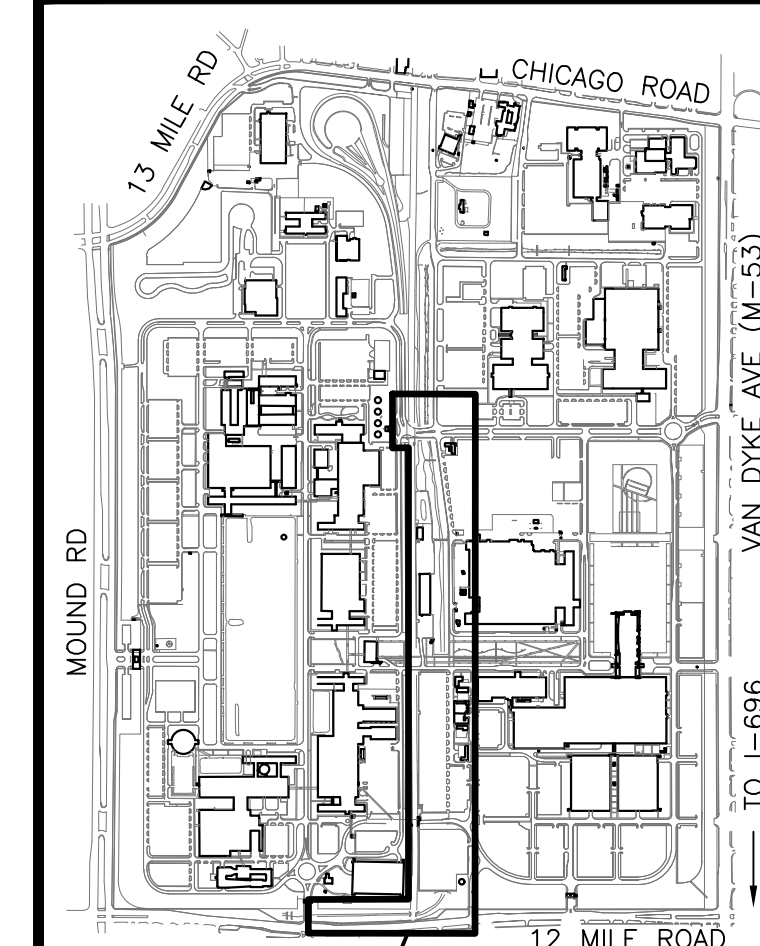 13 MILE RD
CHICAGO ROAD
MOUND RD
VAN DYKE AVE (M-53)
TO I-696
12 MILE ROAD